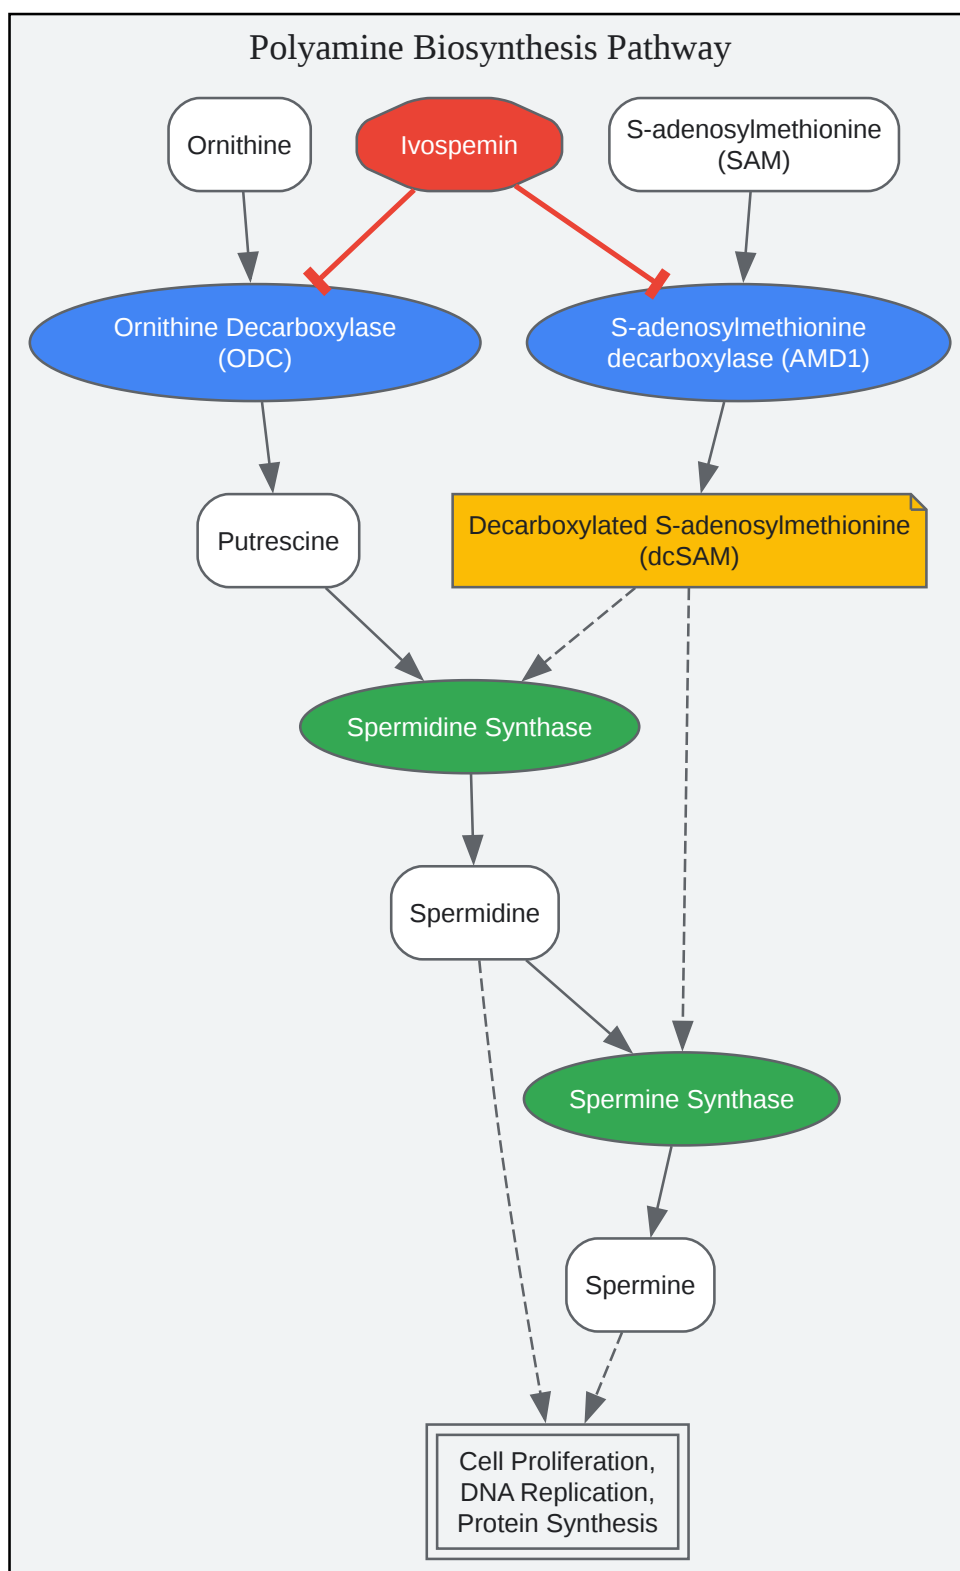 Polyamine Biosynthesis Pathway
Ornithine
Ivospemin
S-adenosylmethionine
(SAM)
Ornithine Decarboxylase
(ODC)
S-adenosylmethionine
decarboxylase (AMD1)
Putrescine
Decarboxylated S-adenosylmethionine
(dcSAM)
Spermidine Synthase
Spermidine
Spermine Synthase
Spermine
Cell Proliferation,
DNA Replication,
Protein Synthesis